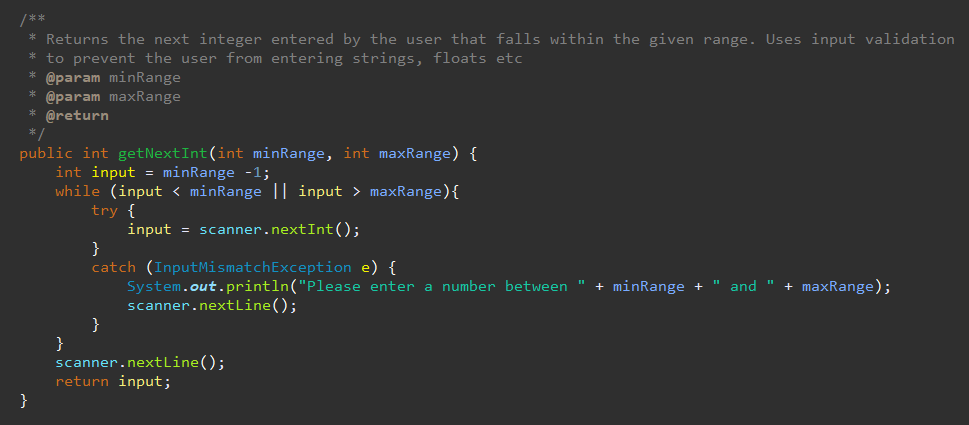 /**
 * Returns the next integer entered by the user that falls within the given range. Uses input validation
 * to prevent the user from entering strings, floats etc
 * @param minRange
 * @param maxRange
 * @return
 */
public int getNextInt(int minRange, int maxRange) {
    int input = minRange -1;
    while (input < minRange || input > maxRange){
        try {
            input = scanner.nextInt();
        }
        catch (InputMismatchException e) {
            System.out.println("Please enter a number between " + minRange + " and " + maxRange);
            scanner.nextLine();
        }
    }
    scanner.nextLine();
    return input;
}